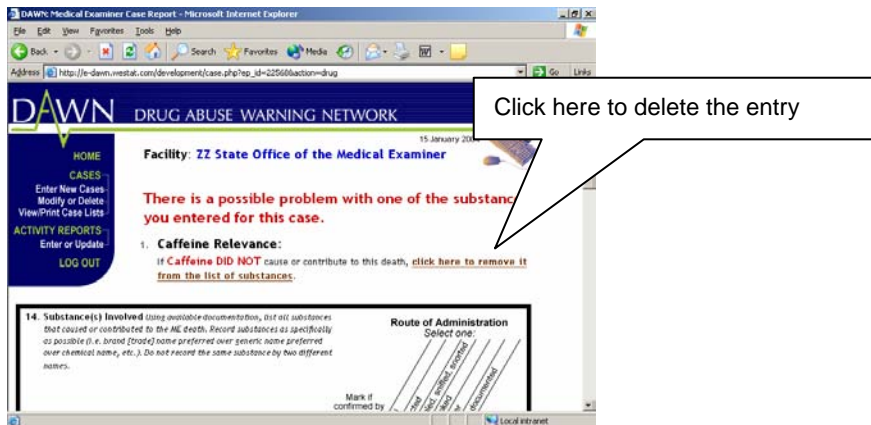 DAWN: Medical Examiner Case Report - Microsoft Internet Explorer
File Edit View Favorites Tools Help
Back Search Favorites Media
Address http://e-dawn.westat.com/development/case.php?ep_id=22560&action=drug Go Links
Click here to delete the entry
DAWN DRUG ABUSE WARNING NETWORK
15 January
HOME
CASES
Enter New Cases
Modify or Delete
View/Print Case Lists
ACTIVITY REPORTS
Enter or Update
LOG OUT
Facility: ZZ State Office of the Medical Examiner
There is a possible problem with one of the
you entered for this case.
1. Caffeine Relevance:
If Caffeine DID NOT cause or contribute to this death, click here to remove it
from the list of substances.
14. Substance(s) Involved Using available documentation, list all substances
that caused or contributed to the ME death. Record substances as specifically
as possible (i.e. brand [trade] name preferred over generic name preferred
over chemical name, etc.). Do not record the same substance by two different
names.
Route of Administration
Select one:
sniffed, snorted
documented
Mark if
confirmed by
Local intranet